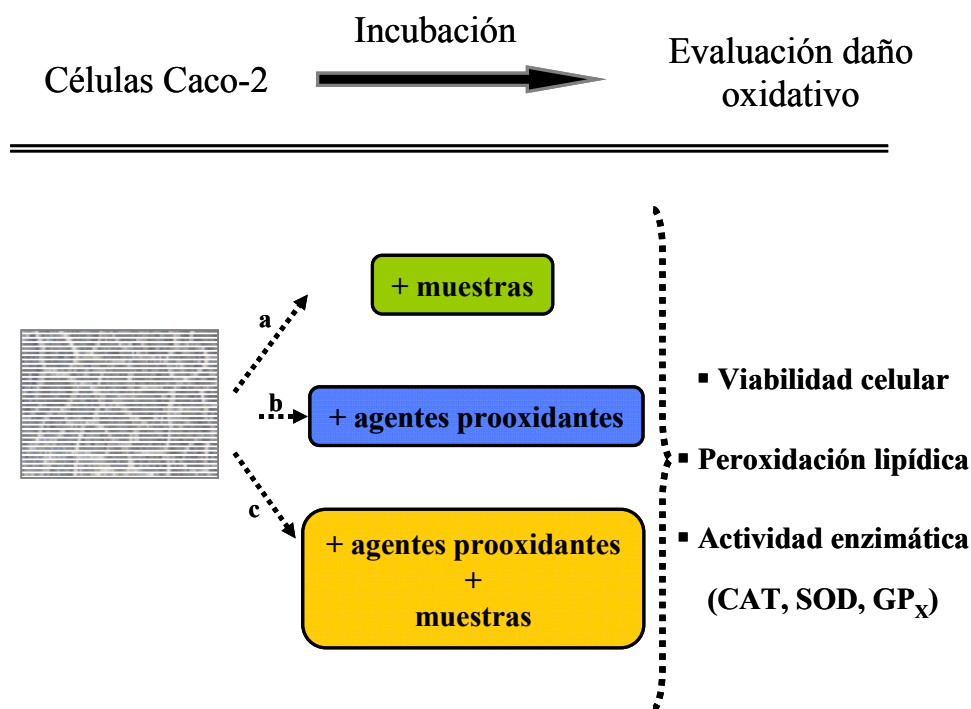 Células Caco-2
Incubación
Evaluación daño
oxidativo
a
+ muestras
b
+ agentes prooxidantes
c
+ agentes prooxidantes
+
muestras
▪ Viabilidad celular
▪ Peroxidación lipídica
▪ Actividad enzimática
(CAT, SOD, GPX)